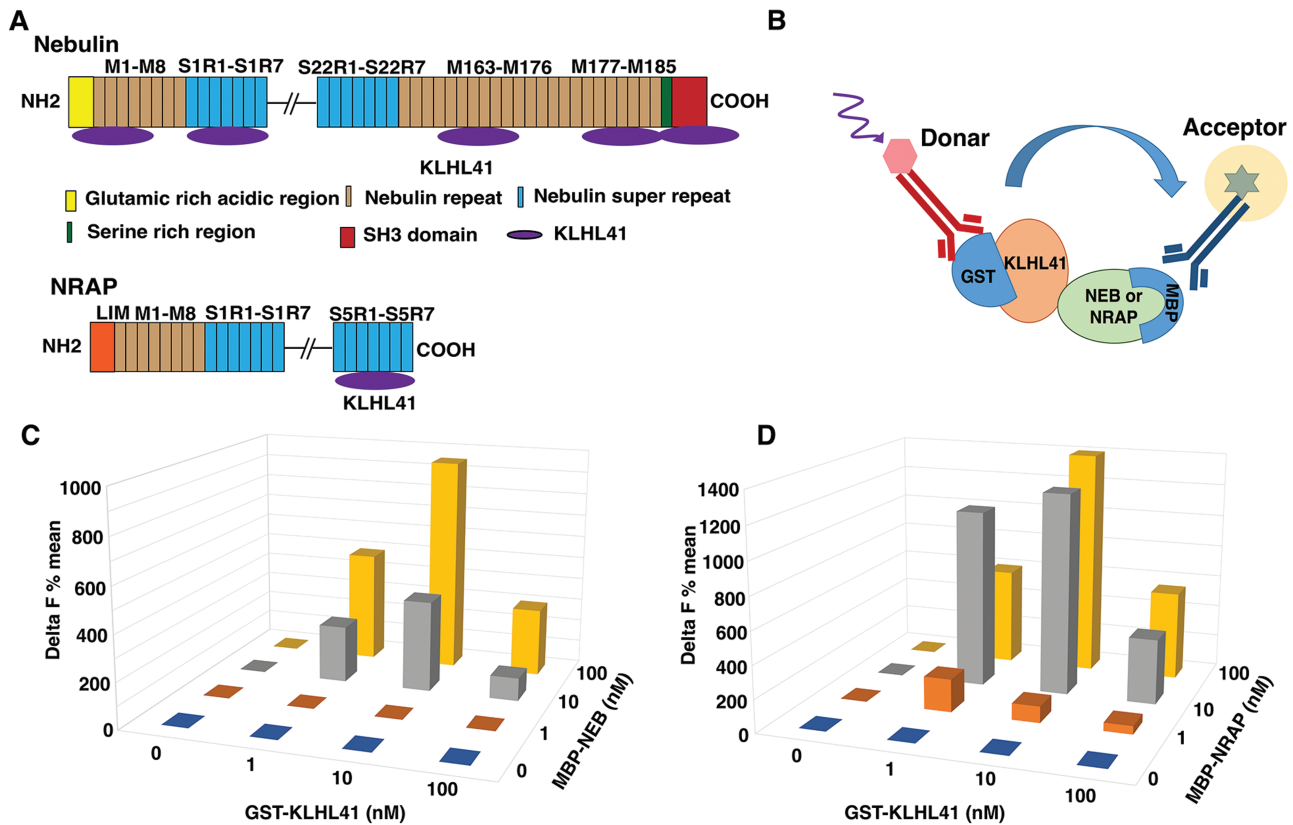 A
Nebulin
M1-M8 S1R1-S1R7 S22R1-S22R7 M163-M176 M177-M185
NH2 COOH
KLHL41
Glutamic rich acidic region Nebulin repeat Nebulin super repeat
Serine rich region SH3 domain KLHL41
NRAP
LIM M1-M8 S1R1-S1R7 S5R1-S5R7
NH2 COOH
KLHL41
B
Donar
Acceptor
GST
KLHL41
NEB or
NRAP
MBP
C
Delta F % mean
1000
800
600
400
200
0
0
1
10
100
GST-KLHL41 (nM)
0
1
10
100
MBP-NEB (nM)
D
Delta F % mean
1400
1200
1000
800
600
400
200
0
0
1
10
100
GST-KLHL41 (nM)
0
1
10
100
MBP-NRAP (nM)